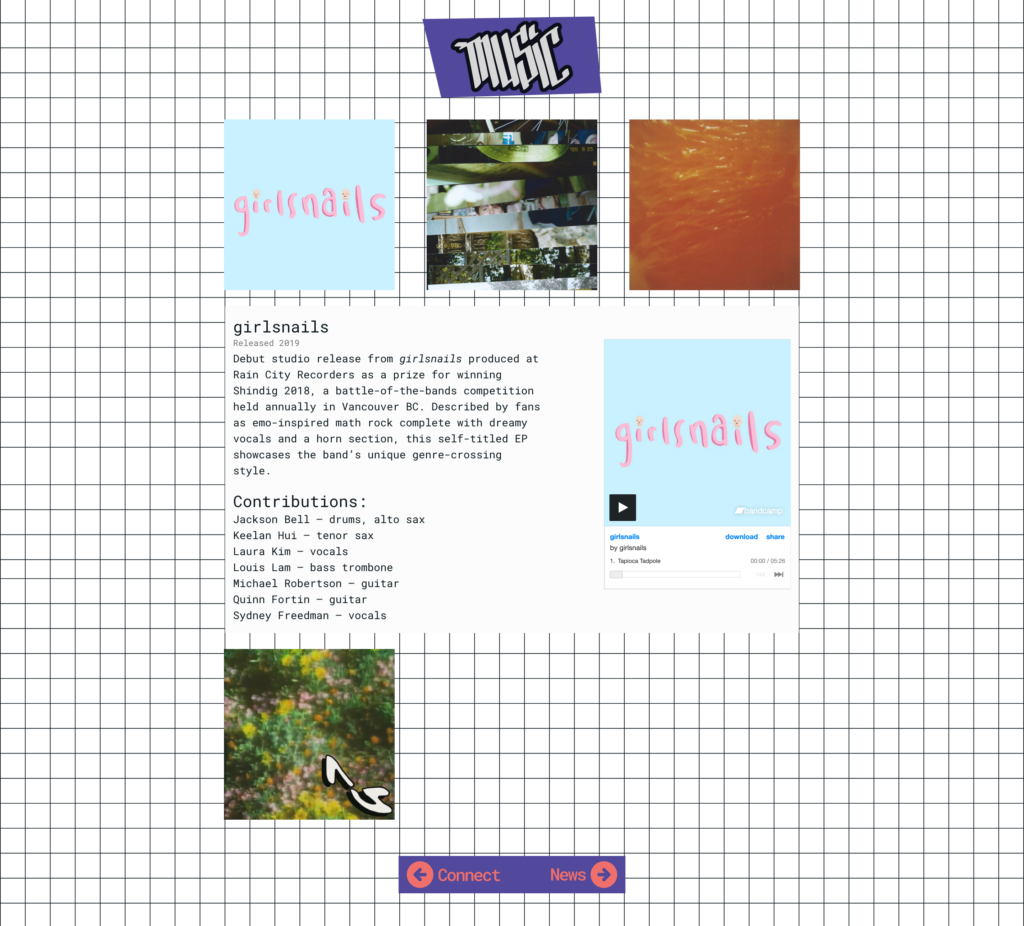 MUSIC
girlsnails
girlsnails
Released 2019
Debut studio release from girlsnails produced at
Rain City Recorders as a prize for winning
Shindig 2018, a battle-of-the-bands competition
held annually in Vancouver BC. Described by fans
as emo-inspired math rock complete with dreamy
vocals and a horn section, this self-titled EP
showcases the band's unique genre-crossing
style.
Contributions:
Jackson Bell – drums, alto sax
Keelan Hui – tenor sax
Laura Kim – vocals
Louis Lam – bass trombone
Michael Robertson – guitar
Quinn Fortin – guitar
Sydney Freedman – vocals
girlsnails
bandcamp
girlsnails download share
by girlsnails
1. Tapioca Tadpole 00:00 / 05:26
Connect News